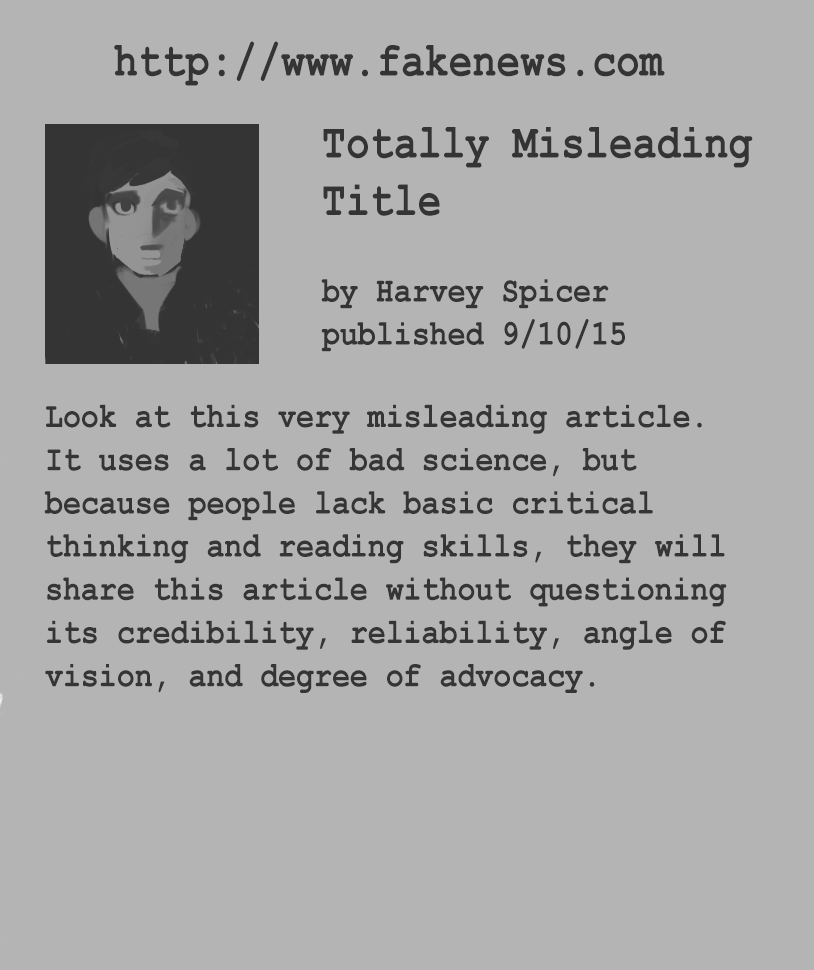 http://www.fakenews.com
Totally Misleading
Title
by Harvey Spicer
published 9/10/15
Look at this very misleading article.
It uses a lot of bad science, but
because people lack basic critical
thinking and reading skills, they will
share this article without questioning
its credibility, reliability, angle of
vision, and degree of advocacy.